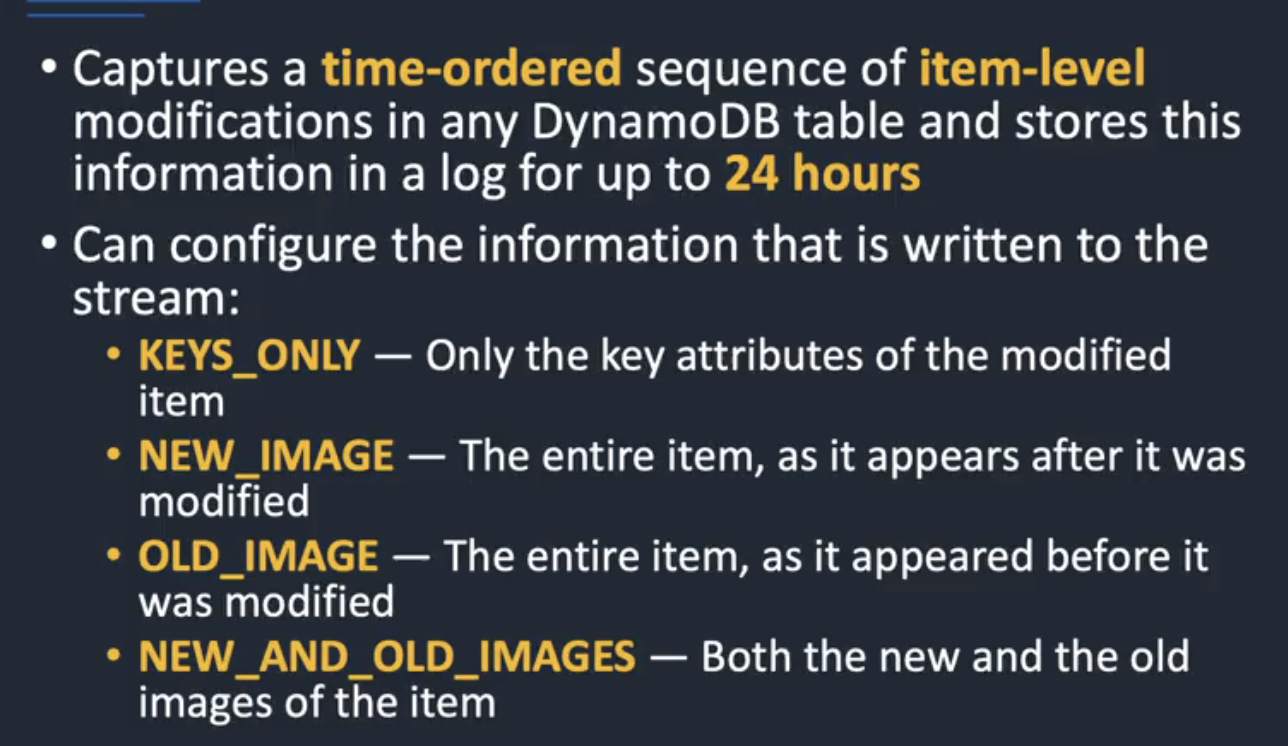 • Captures a time-ordered sequence of item-level
modifications in any DynamoDB table and stores this
information in a log for up to 24 hours
• Can configure the information that is written to the
stream:
• KEYS_ONLY — Only the key attributes of the modified
item
• NEW_IMAGE — The entire item, as it appears after it was
modified
• OLD_IMAGE — The entire item, as it appeared before it
was modified
• NEW_AND_OLD_IMAGES — Both the new and the old
images of the item